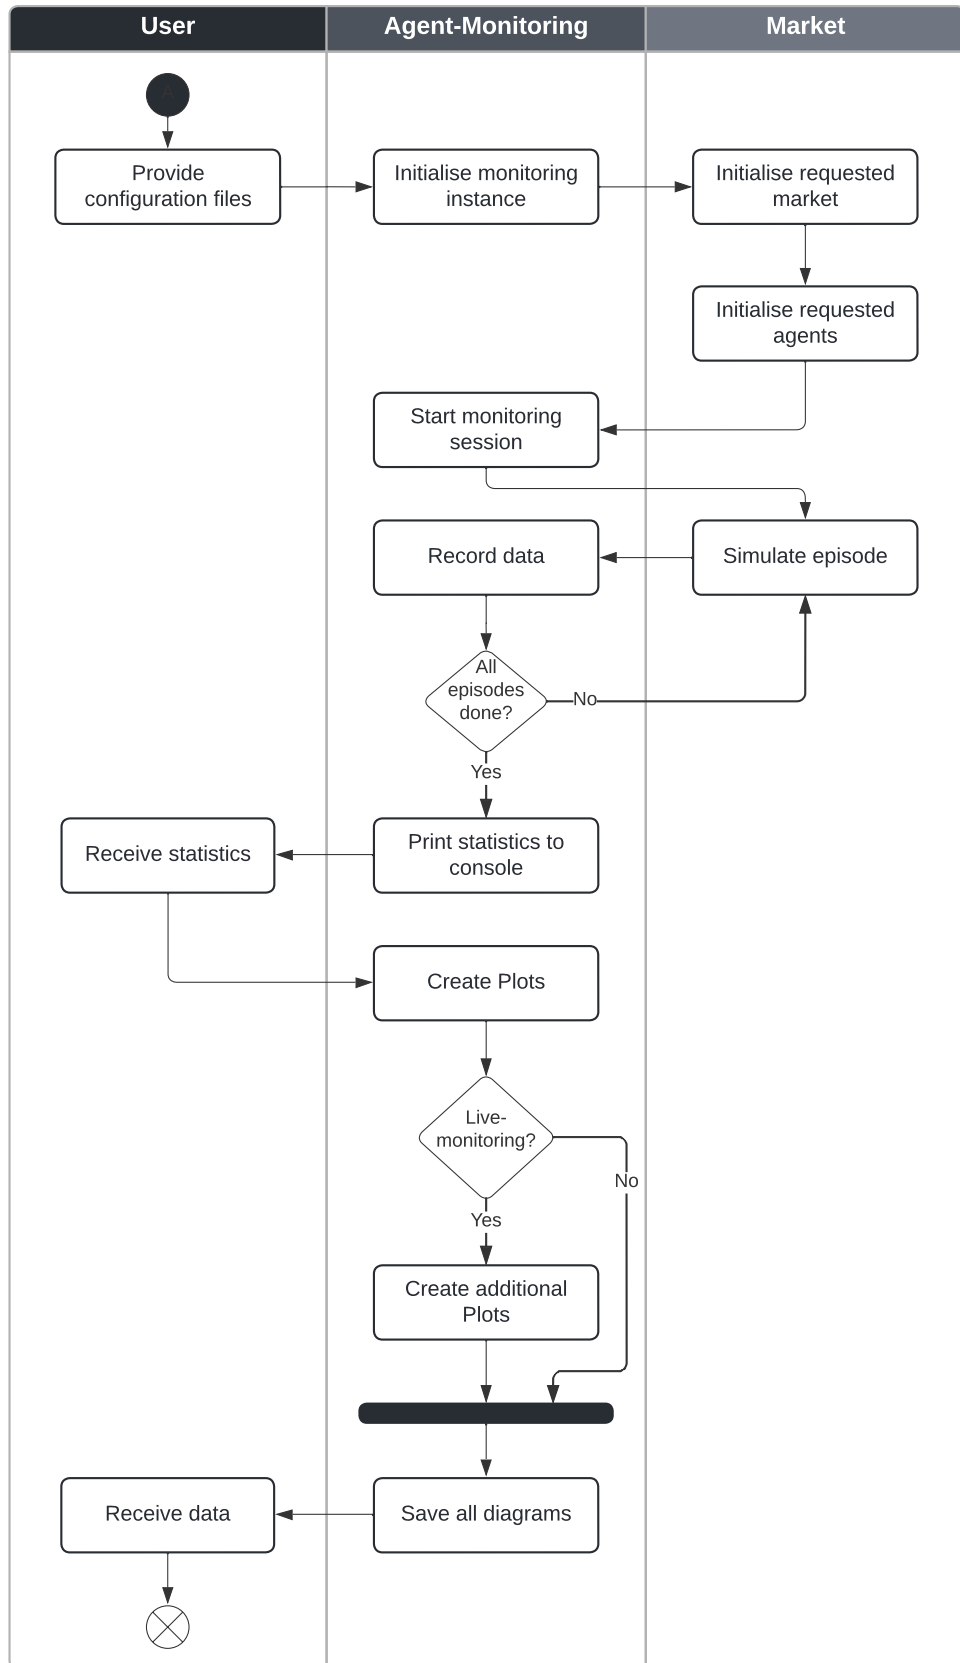 User
Agent-Monitoring
Market
Provide
configuration files
Initialise monitoring
instance
Initialise requested
market
Initialise requested
agents
Start monitoring
session
Record data
Simulate episode
All
episodes
done?
No
Yes
Receive statistics
Print statistics to
console
Create Plots
Live-
monitoring?
No
Yes
Create additional
Plots
Receive data
Save all diagrams